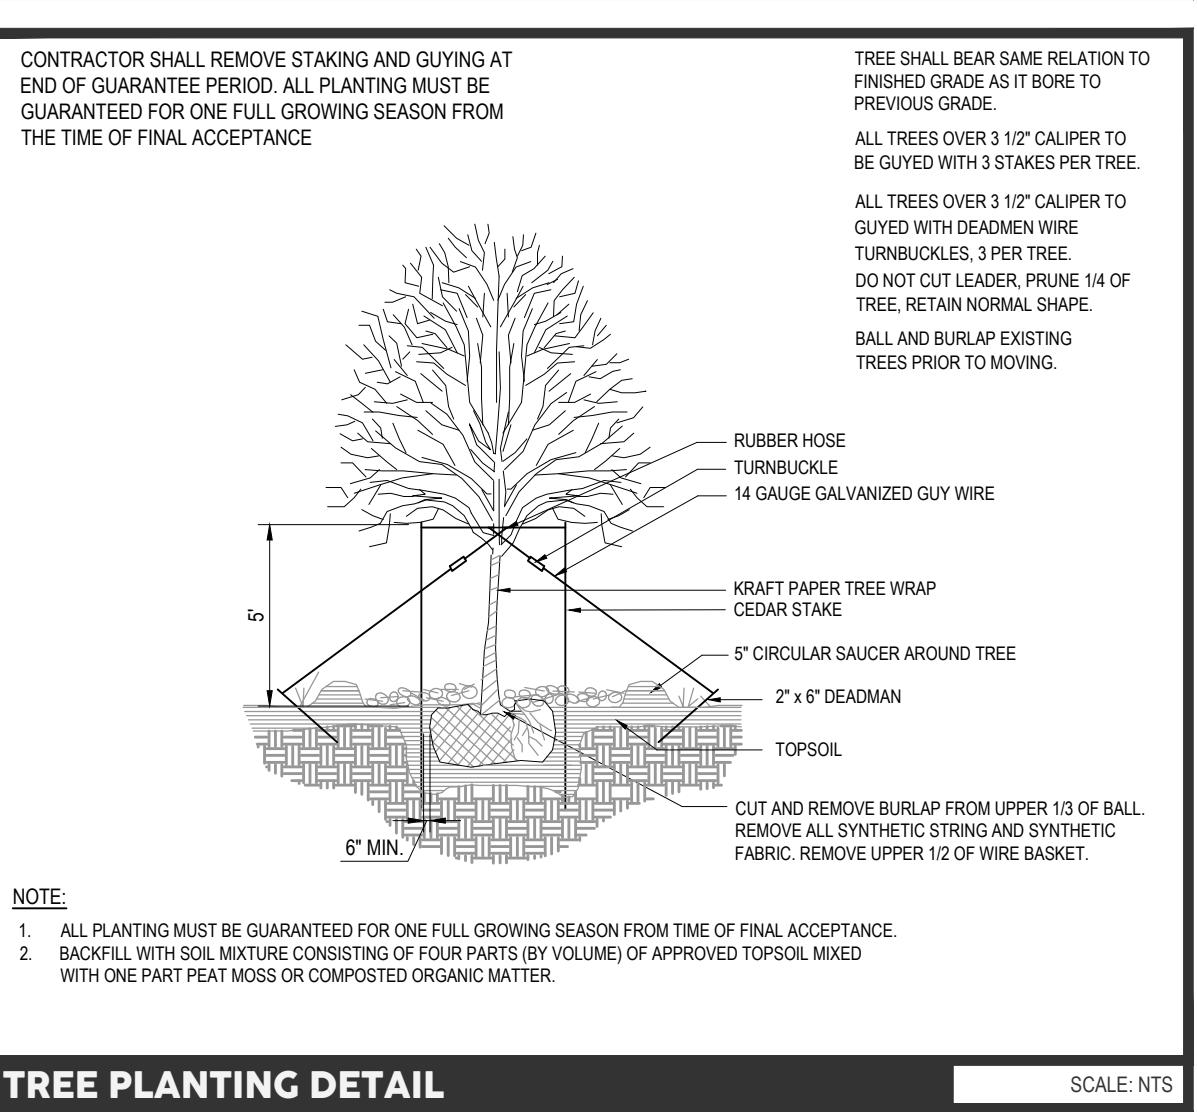 CONTRACTOR SHALL REMOVE STAKING AND GUYING AT
END OF GUARANTEE PERIOD. ALL PLANTING MUST BE
GUARANTEED FOR ONE FULL GROWING SEASON FROM
THE TIME OF FINAL ACCEPTANCE
TREE SHALL BEAR SAME RELATION TO
FINISHED GRADE AS IT BORE TO
PREVIOUS GRADE.
ALL TREES OVER 3 1/2" CALIPER TO
BE GUYED WITH 3 STAKES PER TREE.
ALL TREES OVER 3 1/2" CALIPER TO
GUYED WITH DEADMEN WIRE
TURNBUCKLES, 3 PER TREE.
DO NOT CUT LEADER, PRUNE 1/4 OF
TREE, RETAIN NORMAL SHAPE.
BALL AND BURLAP EXISTING
TREES PRIOR TO MOVING.
RUBBER HOSE
TURNBUCKLE
14 GAUGE GALVANIZED GUY WIRE
5'
KRAFT PAPER TREE WRAP
CEDAR STAKE
5" CIRCULAR SAUCER AROUND TREE
2" x 6" DEADMAN
TOPSOIL
CUT AND REMOVE BURLAP FROM UPPER 1/3 OF BALL.
REMOVE ALL SYNTHETIC STRING AND SYNTHETIC
FABRIC. REMOVE UPPER 1/2 OF WIRE BASKET.
6" MIN.
NOTE:
1. ALL PLANTING MUST BE GUARANTEED FOR ONE FULL GROWING SEASON FROM TIME OF FINAL ACCEPTANCE.
2. BACKFILL WITH SOIL MIXTURE CONSISTING OF FOUR PARTS (BY VOLUME) OF APPROVED TOPSOIL MIXED
WITH ONE PART PEAT MOSS OR COMPOSTED ORGANIC MATTER.
TREE PLANTING DETAIL
SCALE: NTS